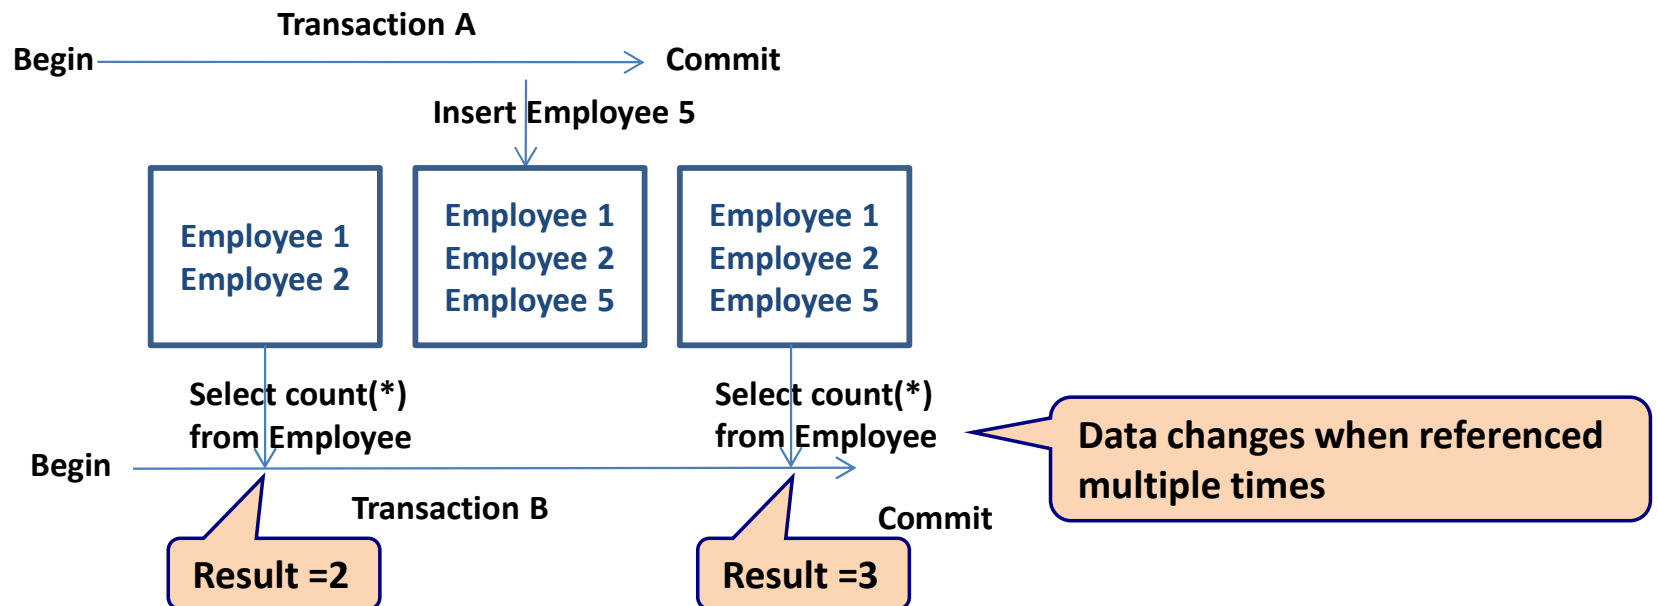 Transaction A
Begin
Commit
Insert Employee 5
Employee 1
Employee 2
Employee 1
Employee 2
Employee 5
Employee 1
Employee 2
Employee 5
Select count(*)
from Employee
Select count(*)
from Employee
Data changes when referenced
multiple times
Begin
Transaction B
Commit
Result =2
Result =3